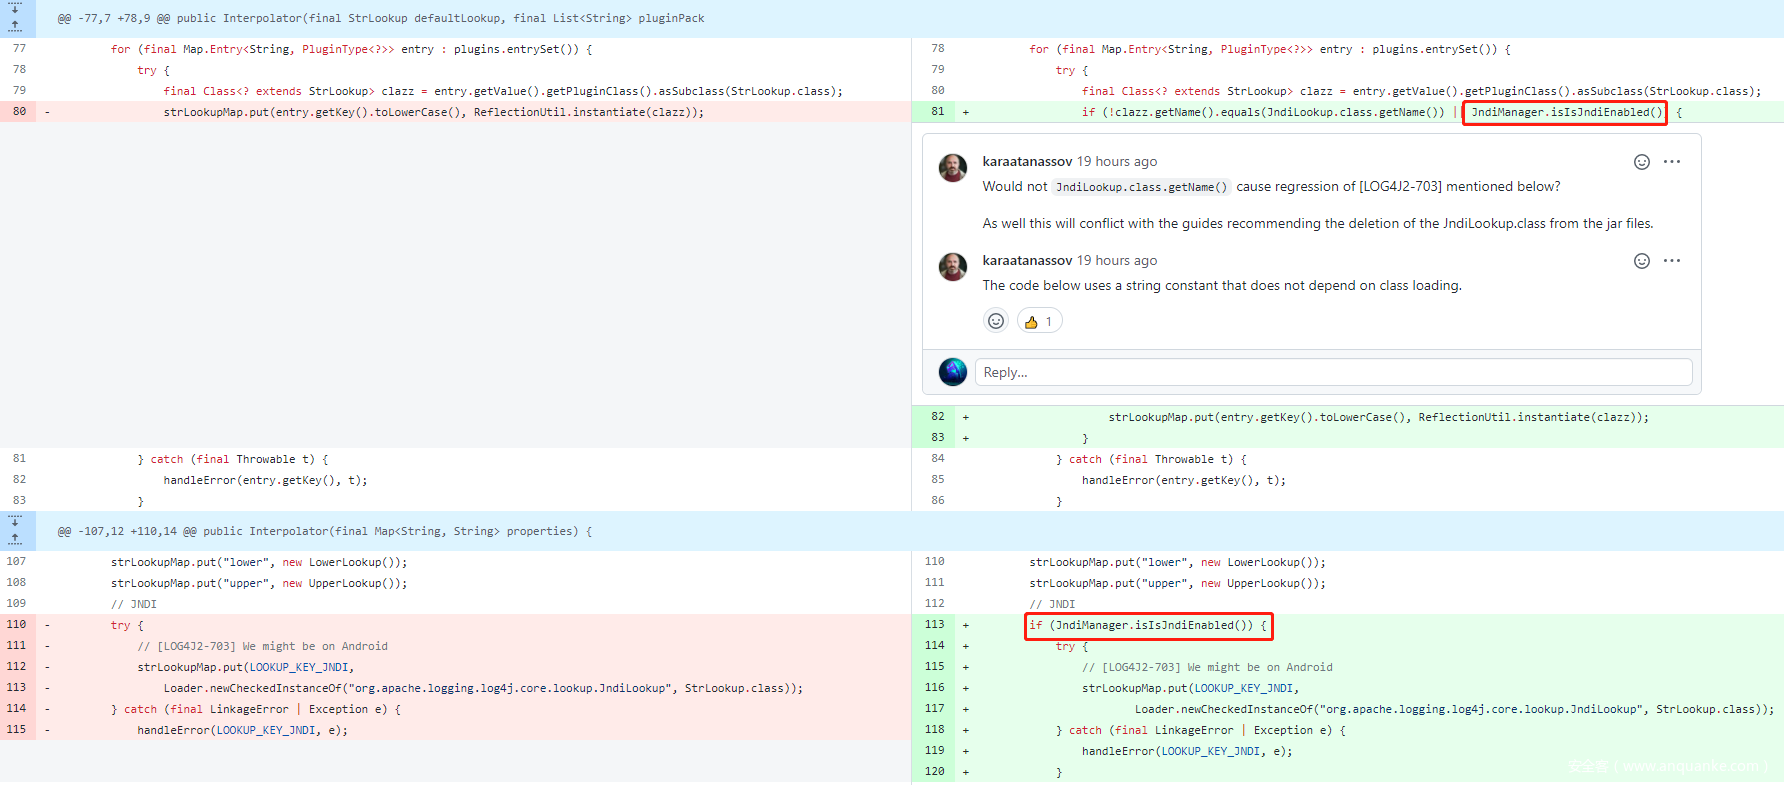 @@ -77,7 +78,9 @@ public Interpolator(final StrLookup defaultLookup, final List<String> pluginPack
77 for (final Map.Entry<String, PluginType<?>> entry : plugins.entrySet()) {
78 try {
79 final Class<? extends StrLookup> clazz = entry.getValue().getPluginClass().asSubclass(StrLookup.class);
80 - strLookupMap.put(entry.getKey().toLowerCase(), ReflectionUtil.instantiate(clazz));
78 for (final Map.Entry<String, PluginType<?>> entry : plugins.entrySet()) {
79 try {
80 final Class<? extends StrLookup> clazz = entry.getValue().getPluginClass().asSubclass(StrLookup.class);
81 + if (!clazz.getName().equals(JndiLookup.class.getName()) || JndiManager.isIsJndiEnabled()) {
karaatanassov 19 hours ago
Would not JndiLookup.class.getName() cause regression of [LOG4J2-703] mentioned below?
As well this will conflict with the guides recommending the deletion of the JndiLookup.class from the jar files.
karaatanassov 19 hours ago
The code below uses a string constant that does not depend on class loading.
👍 1
Reply...
82 + strLookupMap.put(entry.getKey().toLowerCase(), ReflectionUtil.instantiate(clazz));
83 + }
81 } catch (final Throwable t) {
82 handleError(entry.getKey(), t);
83 }
84 } catch (final Throwable t) {
85 handleError(entry.getKey(), t);
86 }
@@ -107,12 +110,14 @@ public Interpolator(final Map<String, String> properties) {
107 strLookupMap.put("lower", new LowerLookup());
108 strLookupMap.put("upper", new UpperLookup());
109 // JNDI
110 - try {
111 - // [LOG4J2-703] We might be on Android
112 - strLookupMap.put(LOOKUP_KEY_JNDI,
113 - Loader.newCheckedInstanceOf("org.apache.logging.log4j.core.lookup.JndiLookup", StrLookup.class));
114 - } catch (final LinkageError | Exception e) {
115 - handleError(LOOKUP_KEY_JNDI, e);
110 strLookupMap.put("lower", new LowerLookup());
111 strLookupMap.put("upper", new UpperLookup());
112 // JNDI
113 + if (JndiManager.isIsJndiEnabled()) {
114 + try {
115 + // [LOG4J2-703] We might be on Android
116 + strLookupMap.put(LOOKUP_KEY_JNDI,
117 + Loader.newCheckedInstanceOf("org.apache.logging.log4j.core.lookup.JndiLookup", StrLookup.class));
118 + } catch (final LinkageError | Exception e) {
119 + handleError(LOOKUP_KEY_JNDI, e);
120 + }
安全客 ( www.anquanke.com )